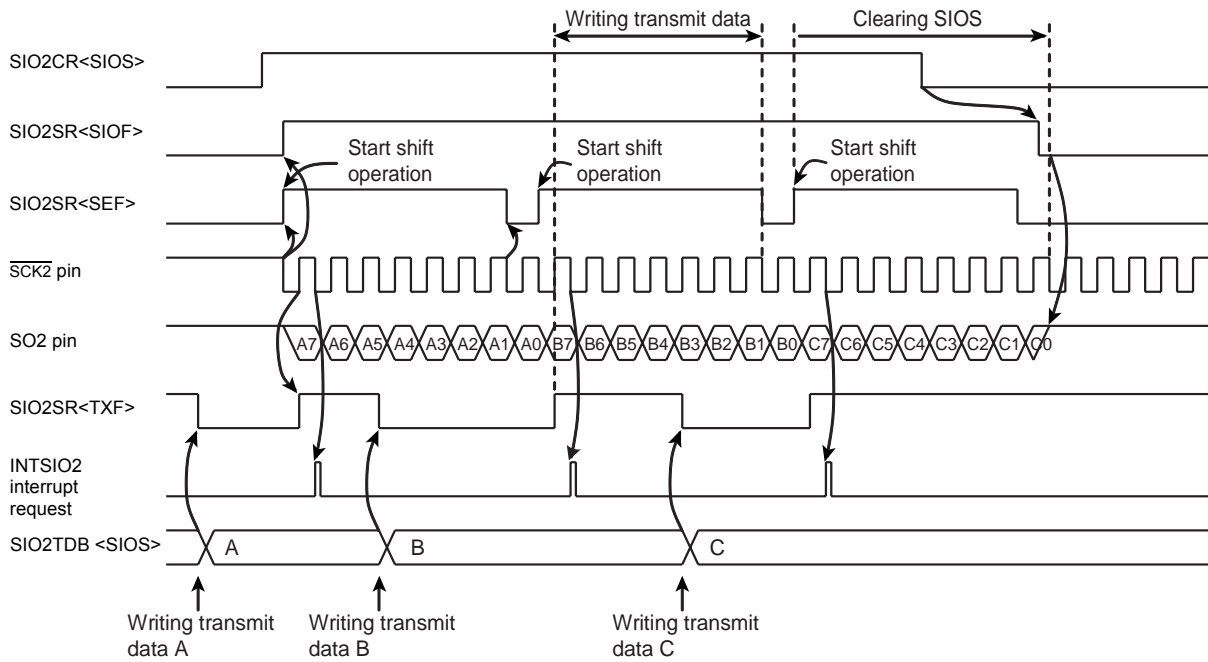 Writing transmit data
Clearing SIOS
SIO2CR<SIOS>
SIO2SR<SIOF>
Start shift
operation
Start shift
operation
Start shift
operation
SIO2SR<SEF>
SCK2 pin
SO2 pin
A7 A6 A5 A4 A3 A2 A1 A0 B7 B6 B5 B4 B3 B2 B1 B0 C7 C6 C5 C4 C3 C2 C1 C0
SIO2SR<TXF>
INTSIO2
interrupt
request
SIO2TDB <SIOS>
A
B
C
Writing transmit
data A
Writing transmit
data B
Writing transmit
data C